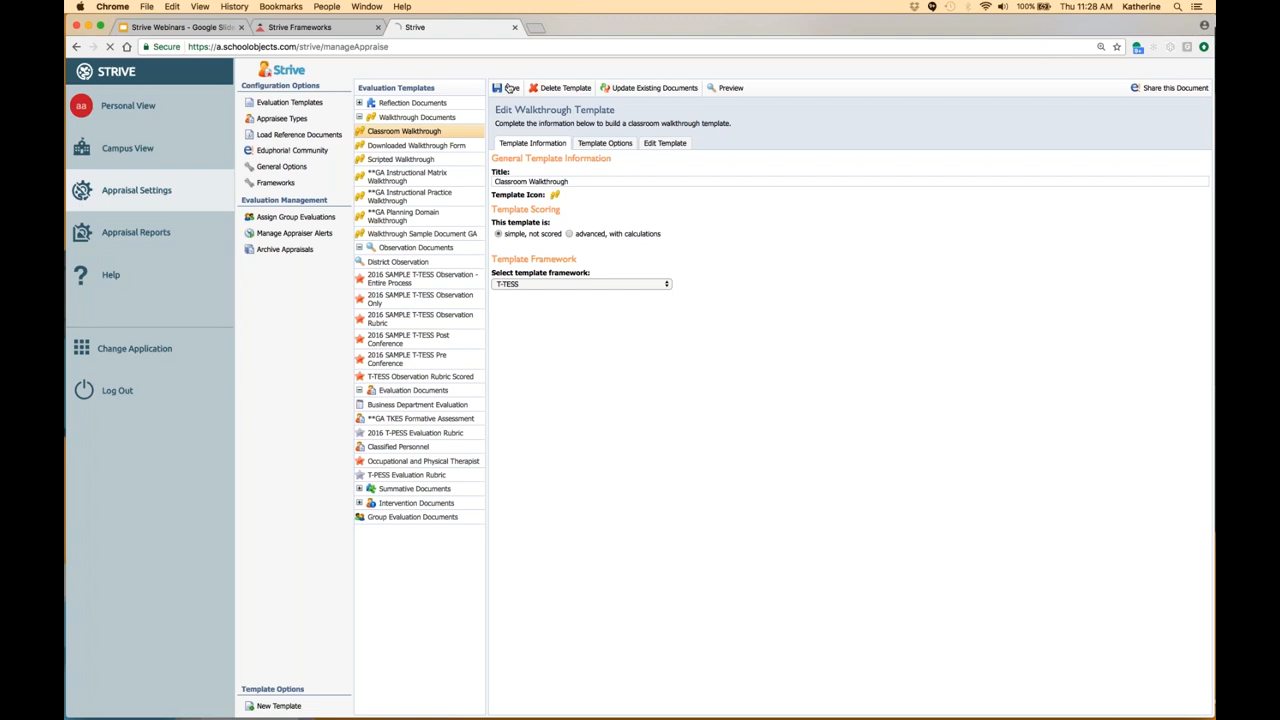 Chrome File Edit View History Bookmarks People Window Help 100% Thu 11:28 AM Katherine
Strive Webinars - Google Slide
Strive Frameworks
Strive
Secure https://a.schoolobjects.com/strive/manageAppraise
STRIVE
aa Personal View
Campus View
Appraisal Settings
Appraisal Reports
Help
Change Application
Log Out
Strive
Configuration Options
Evaluation Templates
Appraisee Types
Load Reference Documents
Eduphoria! Community
General Options
Frameworks
Evaluation Management
Assign Group Evaluations
Manage Appraiser Alerts
Archive Appraisals
Template Options
New Template
Evaluation Templates
Reflection Documents
Walkthrough Documents
Classroom Walkthrough
Downloaded Walkthrough Form
Scripted Walkthrough
**GA Instructional Matrix
Walkthrough
**GA Instructional Practice
Walkthrough
**GA Planning Domain
Walkthrough
Walkthrough Sample Document GA
Observation Documents
District Observation
2016 SAMPLE T-TESS Observation -
Entire Process
2016 SAMPLE T-TESS Observation
Only
2016 SAMPLE T-TESS Observation
Rubric
2016 SAMPLE T-TESS Post
Conference
2016 SAMPLE T-TESS Pre
Conference
T-TESS Observation Rubric Scored
Evaluation Documents
Business Department Evaluation
**GA TKES Formative Assessment
2016 T-PESS Evaluation Rubric
Classified Personnel
Occupational and Physical Therapist
T-PESS Evaluation Rubric
Summative Documents
Intervention Documents
Group Evaluation Documents
Delete Template Update Existing Documents Preview Share this Document
Edit Walkthrough Template
Complete the information below to build a classroom walkthrough template.
Template Information Template Options Edit Template
General Template Information
Title:
Classroom Walkthrough
Template Icon:
Template Scoring
This template is:
simple, not scored advanced, with calculations
Template Framework
Select template framework:
T-TESS